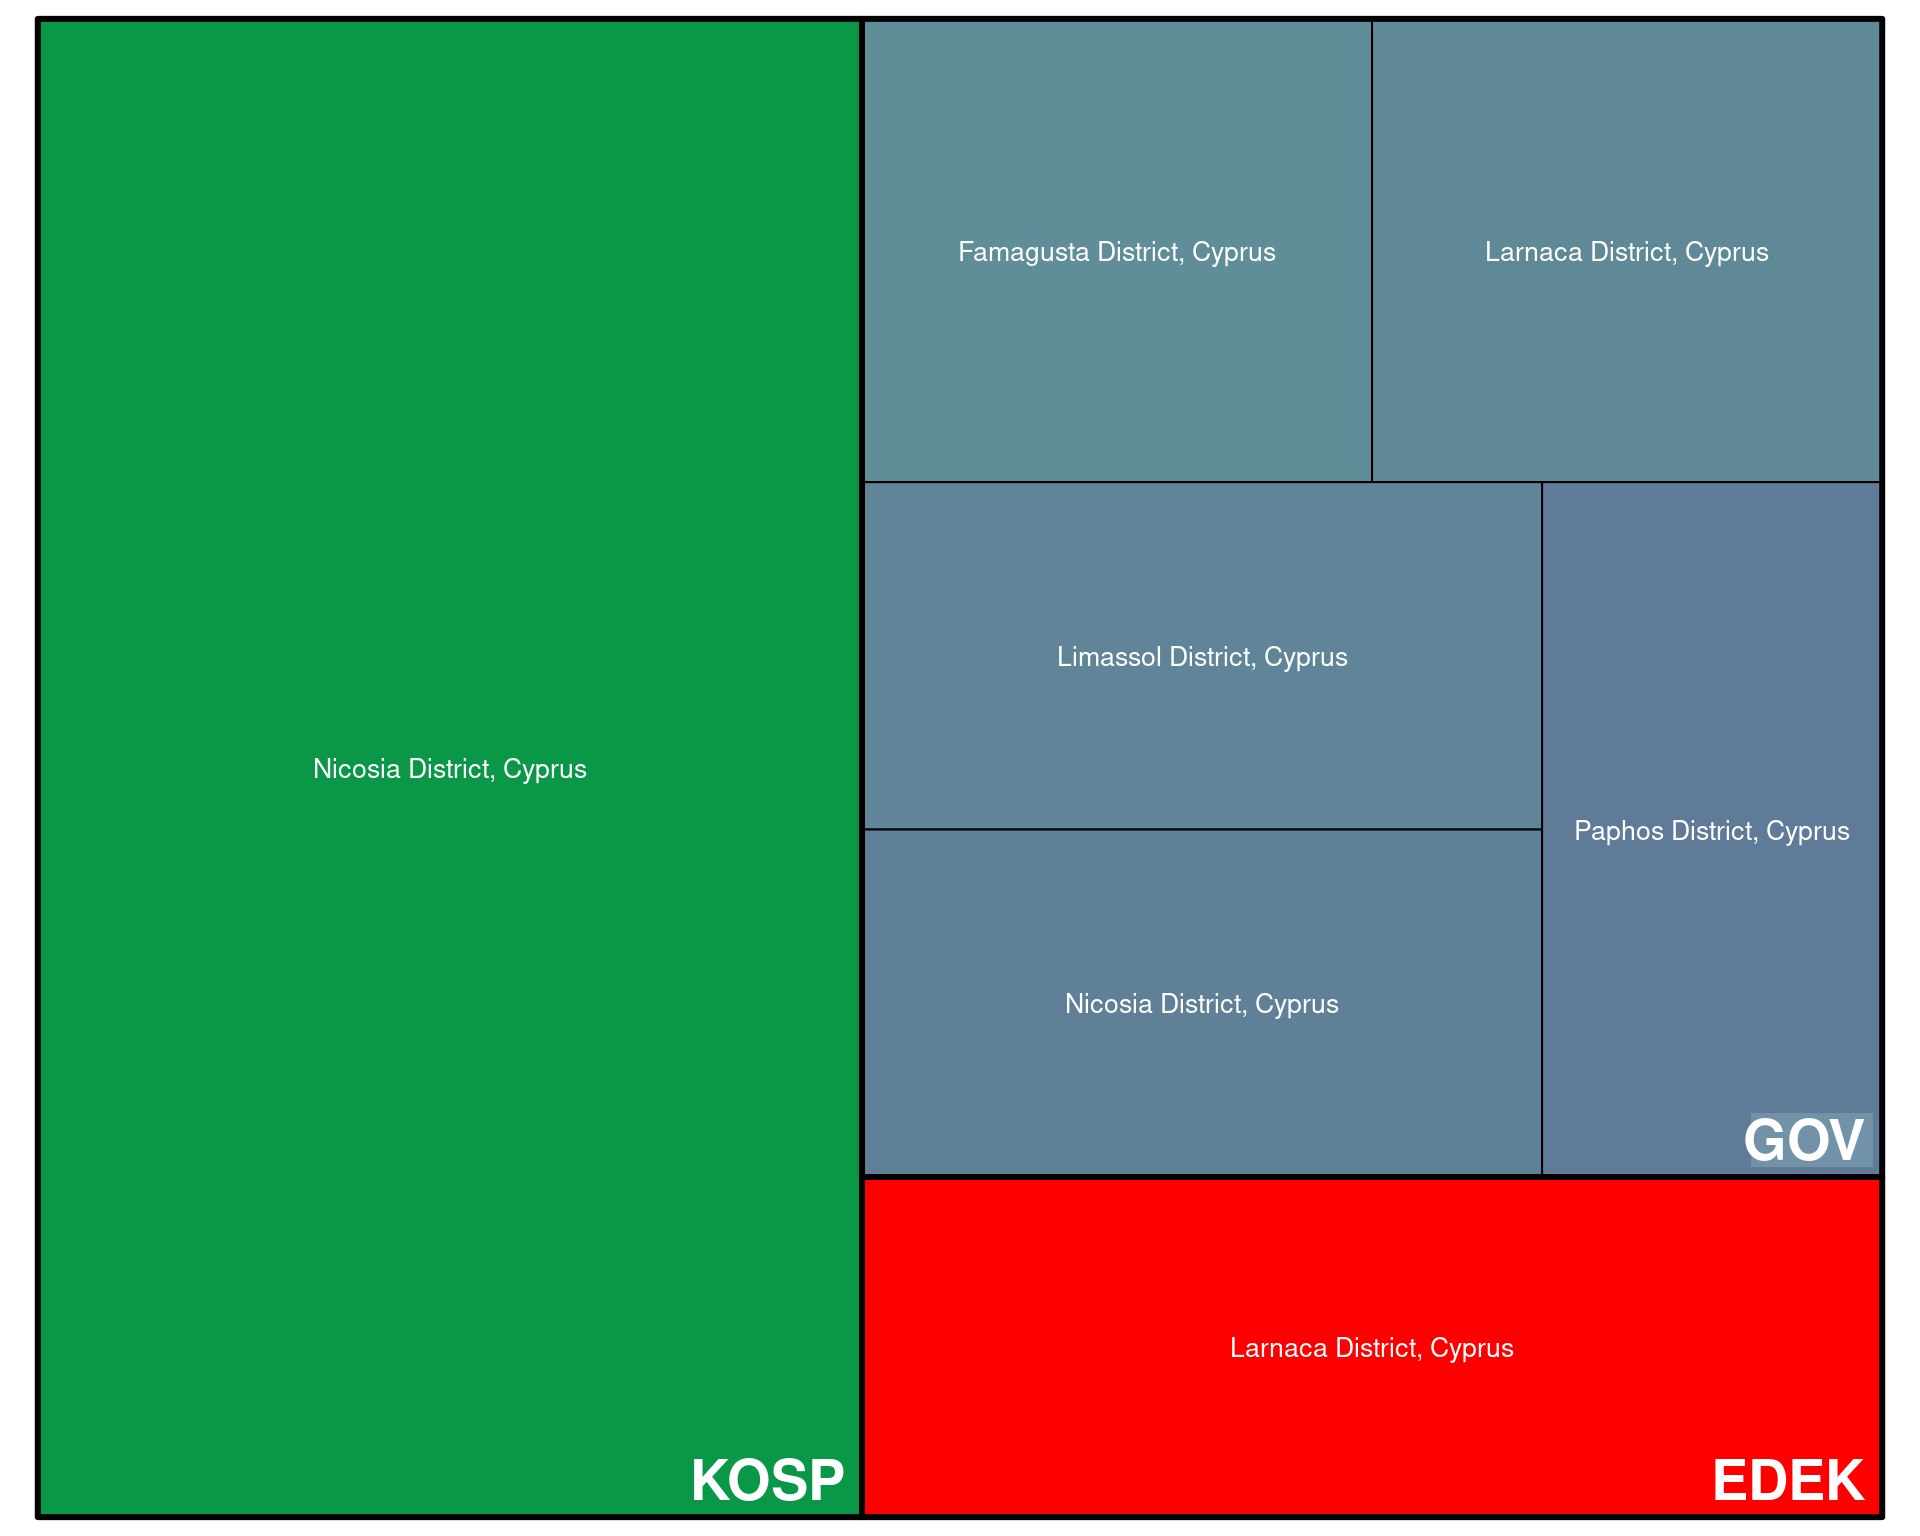 Famagusta District, Cyprus
Larnaca District, Cyprus
Limassol District, Cyprus
Nicosia District, Cyprus
Paphos District, Cyprus
Nicosia District, Cyprus
GOV
Larnaca District, Cyprus
KOSP
EDEK